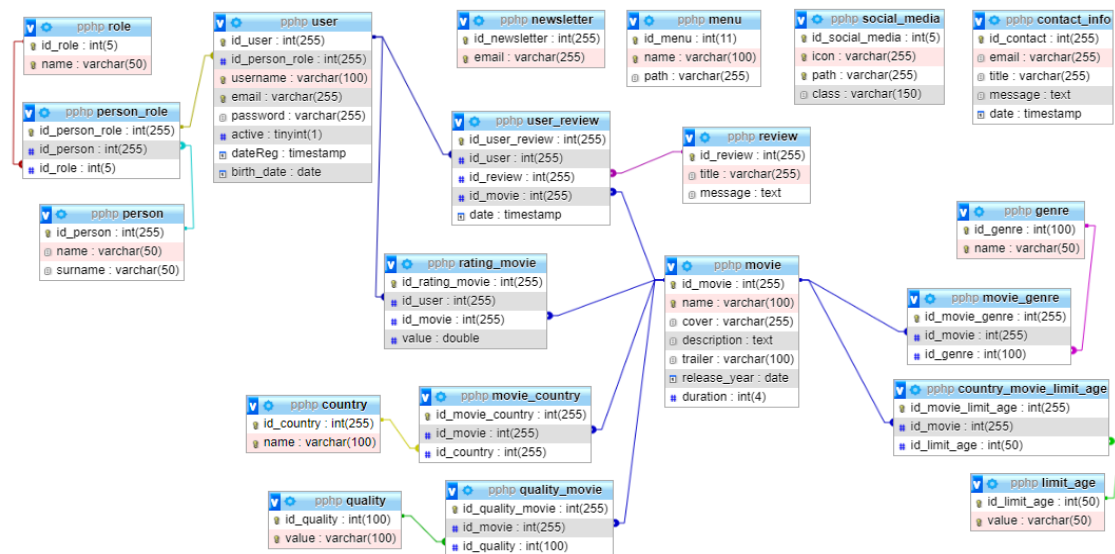 pphp role
id_role : int(5)
name : varchar(50)
pphp person_role
id_person_role : int(255)
id_person : int(255)
id_role : int(5)
pphp person
id_person : int(255)
name : varchar(50)
surname : varchar(50)
pphp user
id_user : int(255)
id_person_role : int(255)
username : varchar(100)
email : varchar(255)
password : varchar(255)
active : tinyint(1)
dateReg : timestamp
birth_date : date
pphp newsletter
id_newsletter : int(255)
email : varchar(255)
pphp menu
id_menu : int(11)
name : varchar(100)
path : varchar(255)
pphp social_media
id_social_media : int(5)
icon : varchar(255)
path : varchar(255)
class : varchar(150)
pphp contact_info
id_contact : int(255)
email : varchar(255)
title : varchar(255)
message : text
date : timestamp
pphp user_review
id_user_review : int(255)
id_user : int(255)
id_review : int(255)
id_movie : int(255)
date : timestamp
pphp review
id_review : int(255)
title : varchar(255)
message : text
pphp rating_movie
id_rating_movie : int(255)
id_user : int(255)
id_movie : int(255)
value : double
pphp movie
id_movie : int(255)
name : varchar(100)
cover : varchar(255)
description : text
trailer : varchar(100)
release_year : date
duration : int(4)
pphp genre
id_genre : int(100)
name : varchar(50)
pphp movie_genre
id_movie_genre : int(255)
id_movie : int(255)
id_genre : int(100)
pphp country
id_country : int(255)
name : varchar(100)
pphp movie_country
id_movie_country : int(255)
id_movie : int(255)
id_country : int(255)
pphp country_movie_limit_age
id_movie_limit_age : int(255)
id_movie : int(255)
id_limit_age : int(50)
pphp quality
id_quality : int(100)
value : varchar(100)
pphp quality_movie
id_quality_movie : int(255)
id_movie : int(255)
id_quality : int(100)
pphp limit_age
id_limit_age : int(50)
value : varchar(50)